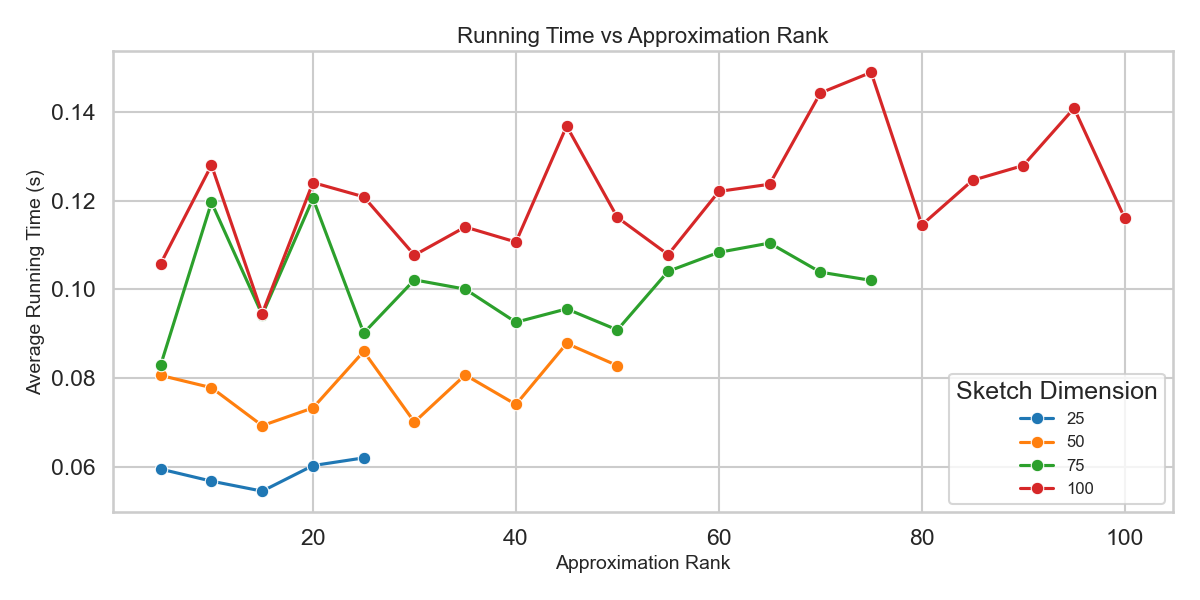 Running Time vs Approximation Rank
Average Running Time (s)
0.14
0.12
0.10
0.08
0.06
20 40 60 80 100
Approximation Rank
Sketch Dimension
25
50
75
100